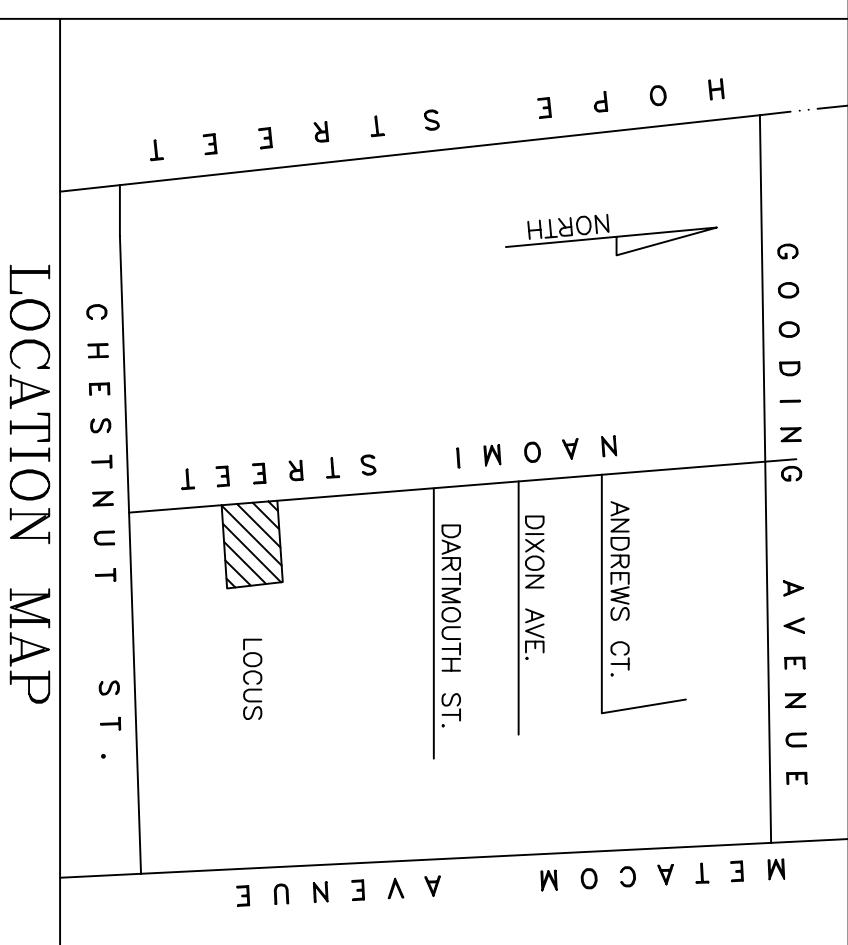 HOPE STREET
NORTH
GOODING AVENUE
CHESTNUT ST.
NAOMI STREET
ANDREWS CT.
DIXON AVE.
DARTMOUTH ST.
LOCUS
METACOM AVENUE
LOCATION MAP